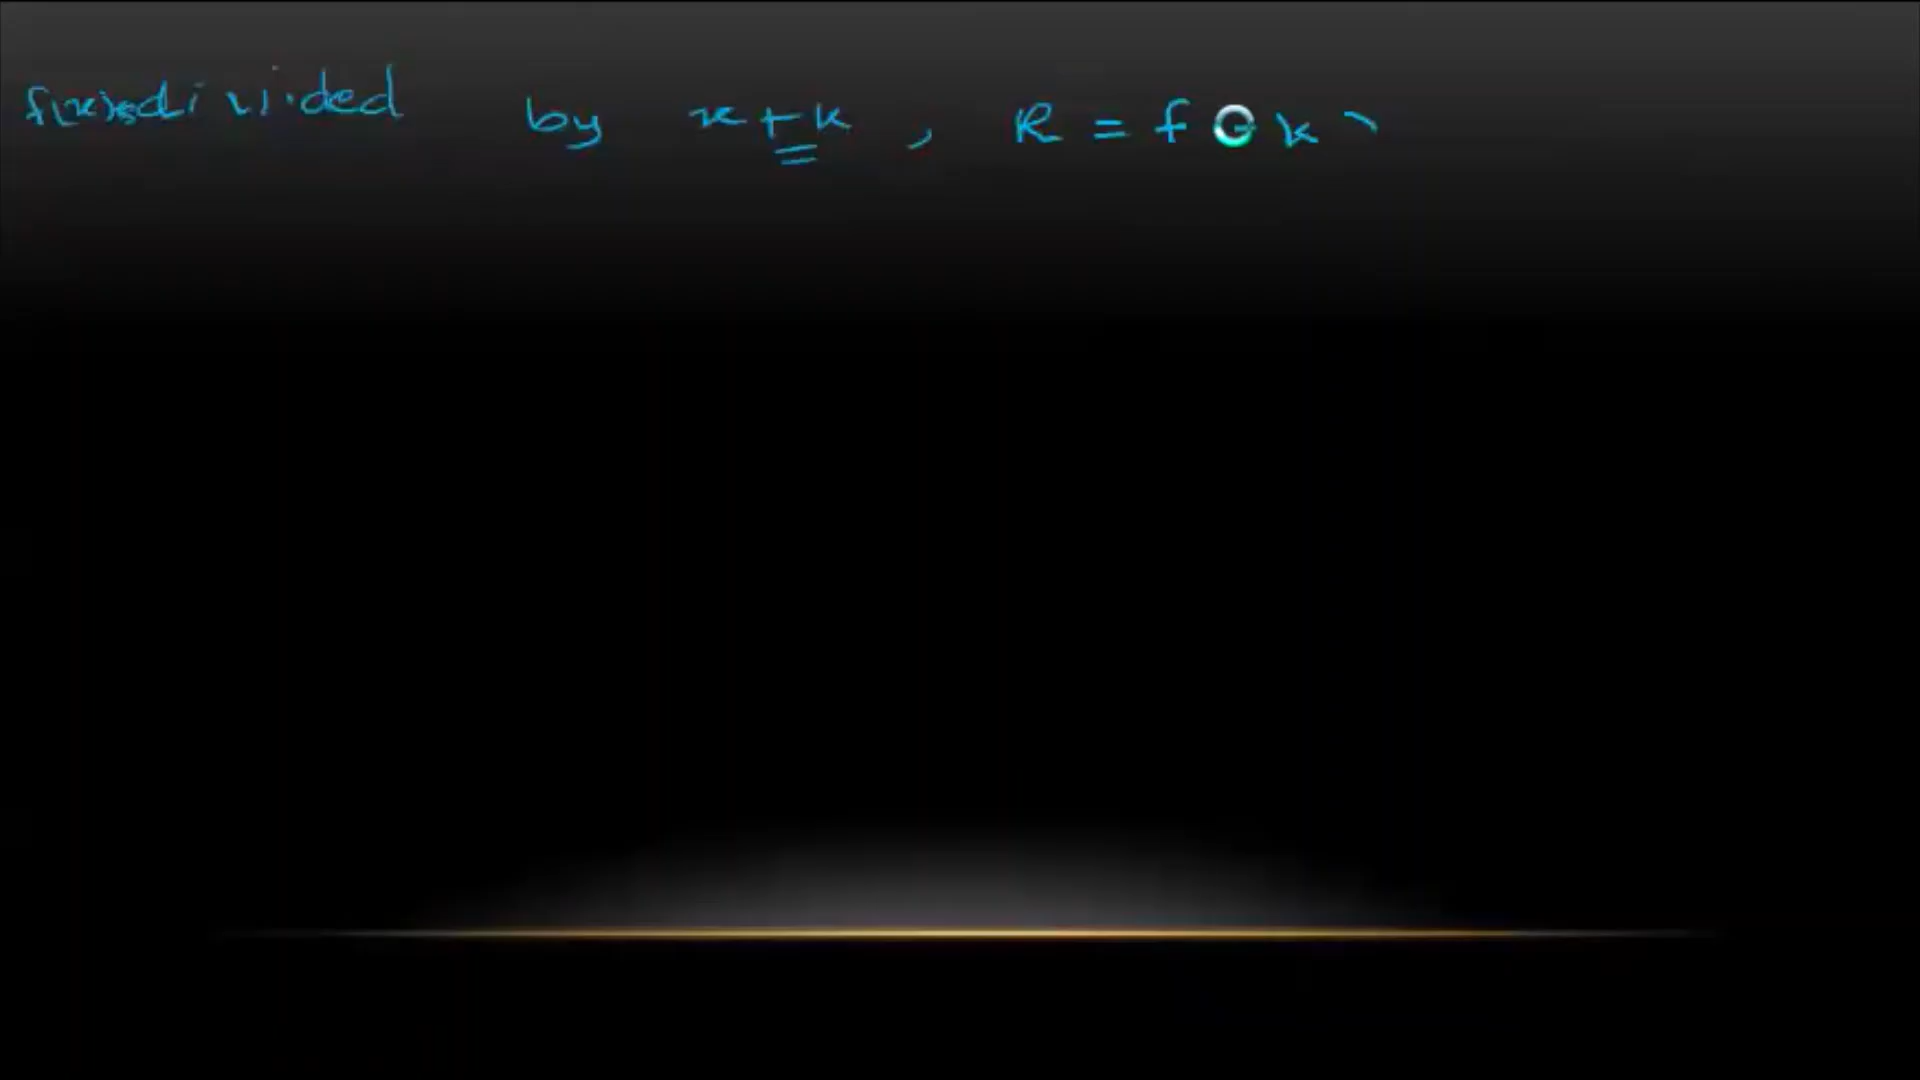 f(x) is divided by x + k , R = f (- k )